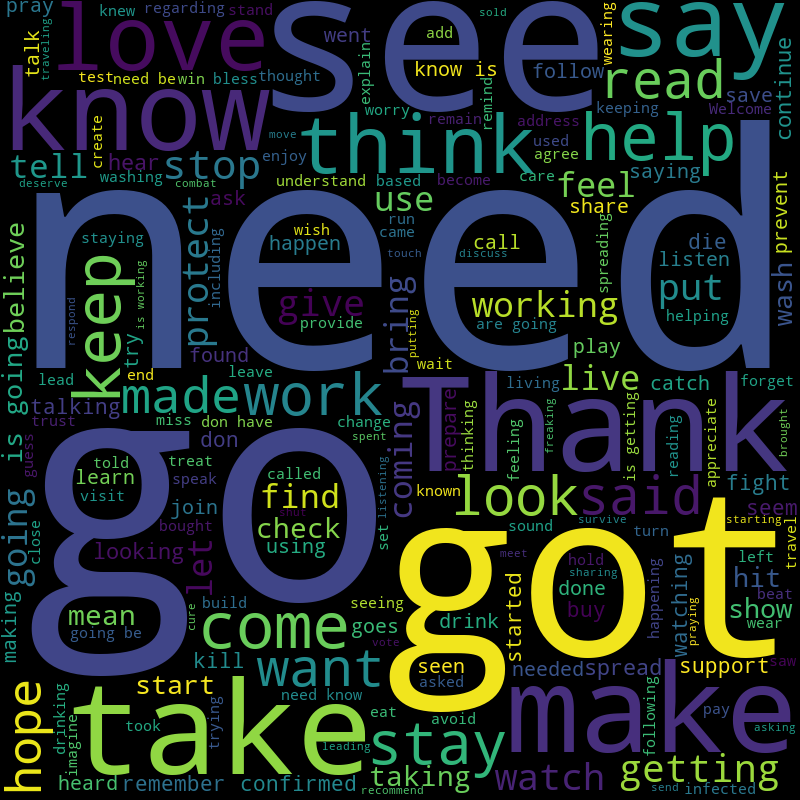 pray
knew
regarding
stand
sold
see
say
love
went
add
wearing
talk
traveling
explain
know is
follow
read
continue
test
need be
win
bless
thought
know
remind
save
keeping
Welcome
worry
remain
address
create
think
used
help
move
tell
hear
stop
enjoy
agree
washing
deserve
combat
understand
based
become
care
feel
saying
prevent
ask
use
share
run
came
wish
call
die
staying
happen
touch
discuss
listen
believe
protect
including
need
spreading
wash
keep
respond
try
is working
give
provide
bring
working
are going
put
helping
putting
found
play
lead
end
leave
wait
is going
made
work
living
live
catch
forget
talking
trust
miss
don have
change
Thank
guess
don
spent
coming
prepare
thinking
feeling
freaking
is getting
reading
appreciate
brought
told
treat
called
learn
speak
find
known
look
said
fight
visit
join
set
listening
seem
going
close
go
bought
shut
check
using
sound
survive
turn
starting
travel
looking
let
got
meet
hold
sharing
left
hit
happening
watching
done
buy
beat
making
mean
cure
build
seeing
show
wear
going be
come
goes
drink
started
praying
vote
kill
want
seen
asked
needed
spread
support
saw
hope
start
need know
take
make
drinking
imagine
took
trying
eat
avoid
stay
following
pay
asking
leading
heard
remember
confirmed
taking
recommend
watch
getting
send
infected